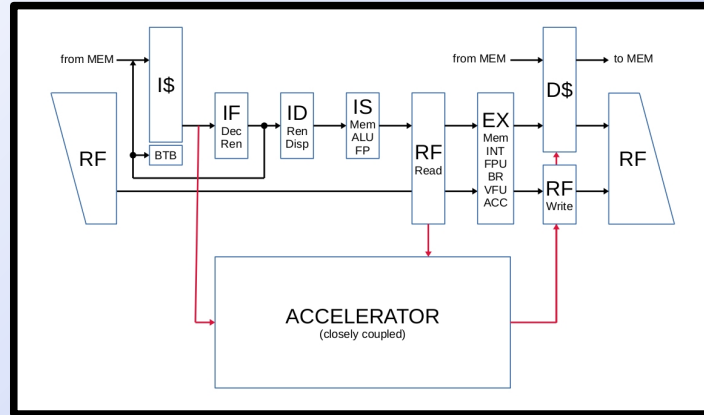 from MEM
I$
BTB
RF
IF
Dec
Ren
ID
Ren
Disp
IS
Mem
ALU
FP
RF
Read
EX
Mem
INT
FPU
BR
VFU
ACC
from MEM
D$
to MEM
RF
Write
RF
ACCELERATOR
(closely coupled)